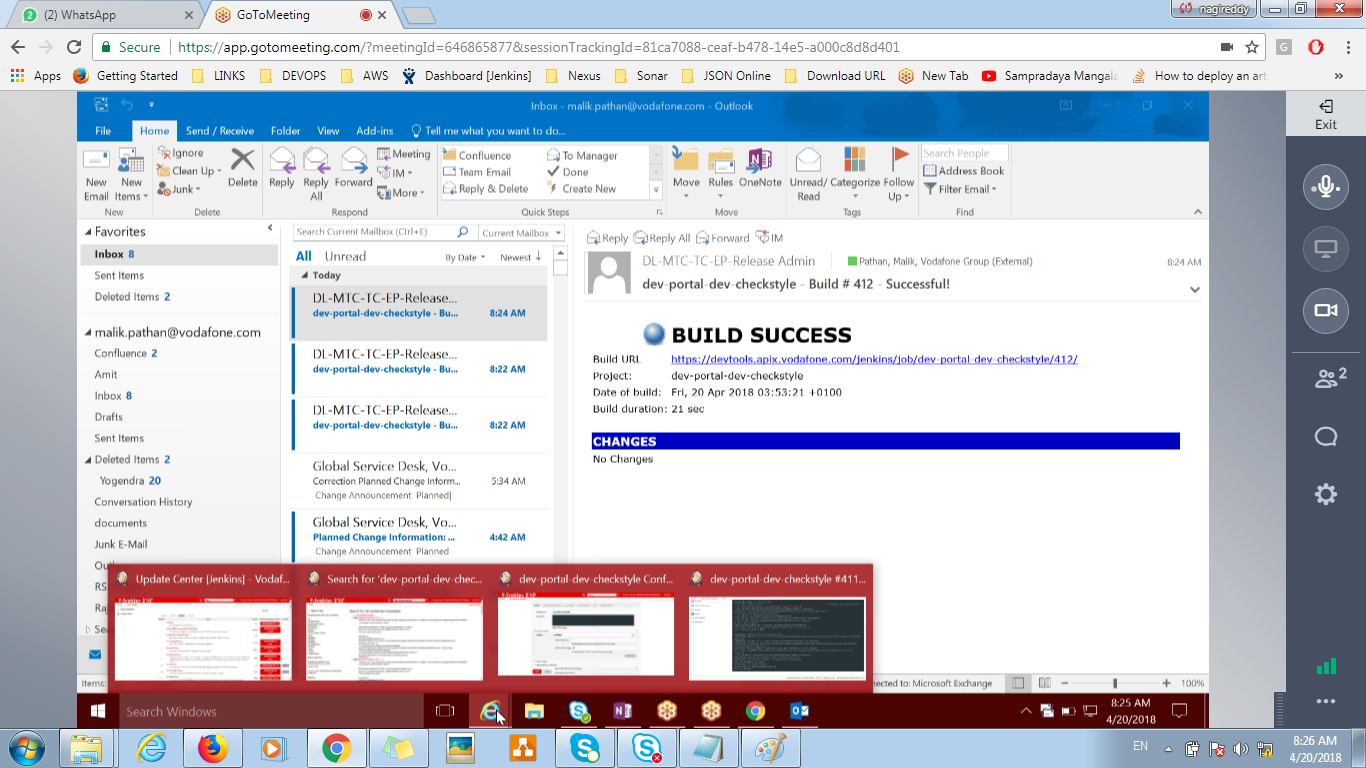 (2) WhatsApp
GoToMeeting
nagireddy
Secure
https://app.gotomeeting.com/?meetingId=646865877&sessionTrackingId=81ca7088-ceaf-b478-14e5-a000c8d8d401
Apps Getting Started LINKS DEVOPS AWS Dashboard [Jenkins] Nexus Sonar JSON Online Download URL New Tab Sampradaya Mangala How to deploy an art
Inbox - malik.pathan@vodafone.com - Outlook
File Home Send / Receive Folder View Add-ins Tell me what you want to do...
New Email
New Items
New
Ignore
Clean Up
Junk
Delete
Delete
Reply
Reply All
Forward
Meeting
IM
More
Respond
Confluence
Team Email
Reply & Delete
To Manager
Done
Create New
Quick Steps
Move
Rules
OneNote
Move
Unread/ Read
Categorize
Follow Up
Tags
Search People
Address Book
Filter Email
Find
Favorites
Inbox 8
Sent Items
Deleted Items 2
malik.pathan@vodafone.com
Confluence 2
Amit
Inbox 8
Drafts
Sent Items
Deleted Items 2
Yogendra 20
Conversation History
documents
Junk E-Mail
Items:
Search Current Mailbox (Ctrl+E)
Current Mailbox
All Unread
By Date Newest
Today
DL-MTC-TC-EP-Release...
dev-portal-dev-checkstyle - Bu... 8:24 AM
DL-MTC-TC-EP-Release...
dev-portal-dev-checkstyle - Bu... 8:22 AM
DL-MTC-TC-EP-Release...
dev-portal-dev-checkstyle - Bu... 8:22 AM
Global Service Desk, Vo...
Correction Planned Change Inform... 5:34 AM
Change Announcement Planned
Global Service Desk, Vo...
Planned Change Information: ... 4:42 AM
Change Announcement Planned
Reply Reply All Forward IM
DL-MTC-TC-EP-Release Admin
Pathan, Malik, Vodafone Group (External)
8:24 AM
dev-portal-dev-checkstyle - Build # 412 - Successful!
BUILD SUCCESS
Build URL https://devtools.apix.vodafone.com/jenkins/job/dev-portal-dev-checkstyle/412/
Project: dev-portal-dev-checkstyle
Date of build: Fri, 20 Apr 2018 03:53:21 +0100
Build duration: 21 sec
CHANGES
No Changes
Update Center [Jenkins] - Vodaf...
Search for 'dev-portal-dev-chec...
dev-portal-dev-checkstyle Conf...
dev-portal-dev-checkstyle #411...
ected to: Microsoft Exchange
100%
Search Windows
8:25 AM
4/20/2018
Exit
2
EN
8:26 AM
4/20/2018